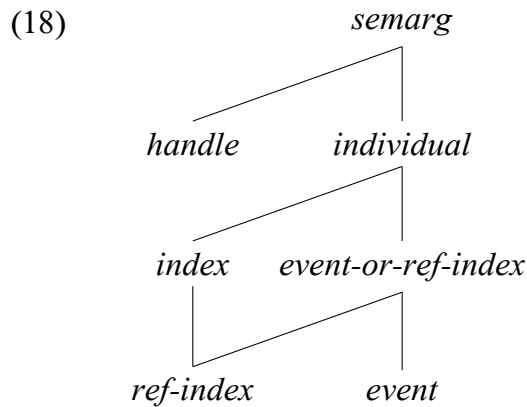 (18) semarg
handle individual
index event-or-ref-index
ref-index event